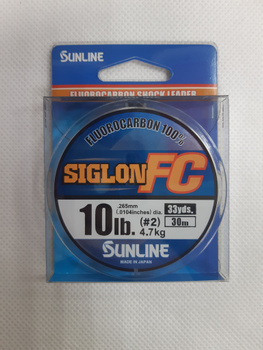 SUNLINE
FLUOROCARBON SHOCK LEADER
FLUOROCARBON 100%
SIGLON FC
10lb.
.265mm
(.0104inches) dia.
(#2)
4.7kg
33yds.
30m
SUNLINE
MADE IN JAPAN